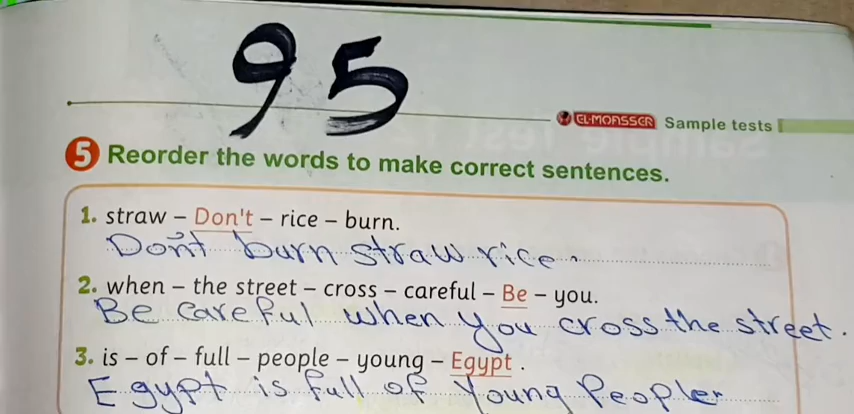 95
EL-MOASSER Sample tests
5 Reorder the words to make correct sentences.
1. straw – Don't – rice – burn.
Don't burn straw rice.
2. when – the street – cross – careful – Be – you.
Be careful when you cross the street.
3. is – of – full – people – young – Egypt .
Egypt is full of young People.